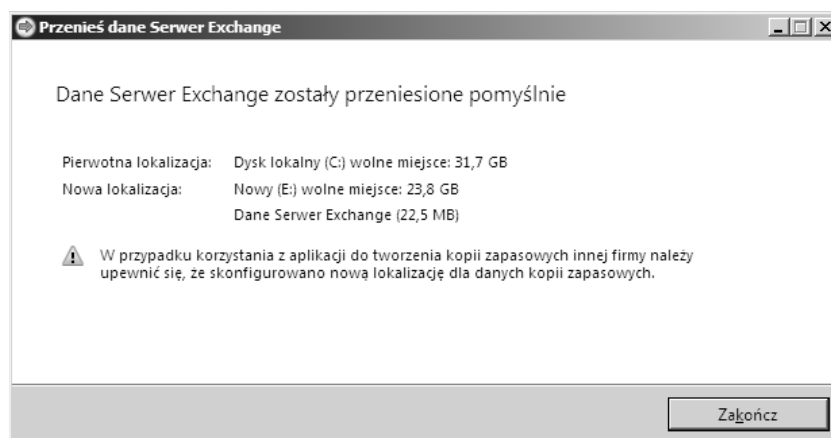 Przenieś dane Serwer Exchange
Dane Serwer Exchange zostały przeniesione pomyślnie
Pierwotna lokalizacja: Dysk lokalny (C:) wolne miejsce: 31,7 GB
Nowa lokalizacja: Nowy (E:) wolne miejsce: 23,8 GB
Dane Serwer Exchange (22,5 MB)
W przypadku korzystania z aplikacji do tworzenia kopii zapasowych innej firmy należy
upewnić się, że skonfigurowano nową lokalizację dla danych kopii zapasowych.
Zakończ